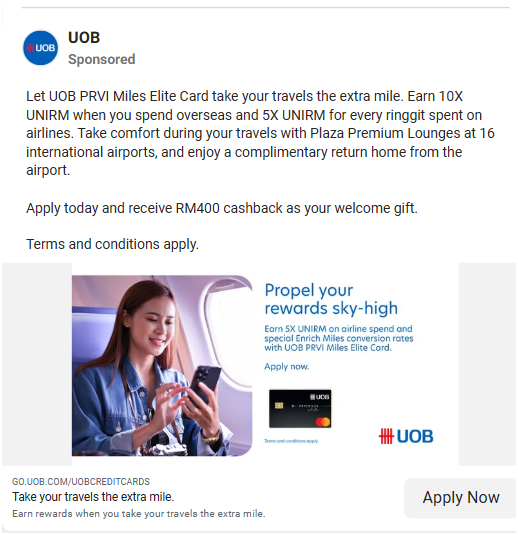 UOB
UOB
Sponsored
Let UOB PRVI Miles Elite Card take your travels the extra mile. Earn 10X
UNIRM when you spend overseas and 5X UNIRM for every ringgit spent on
airlines. Take comfort during your travels with Plaza Premium Lounges at 16
international airports, and enjoy a complimentary return home from the
airport.
Apply today and receive RM400 cashback as your welcome gift.
Terms and conditions apply.
Propel your
rewards sky-high
Earn 5X UNIRM on airline spend and
special Enrich Miles conversion rates
with UOB PRVI Miles Elite Card.
Apply now.
UOB
Terms and conditions apply.
UOB
GO.UOB.COM/UOBCREDITCARDS
Take your travels the extra mile.
Earn rewards when you take your travels the extra mile.
Apply Now